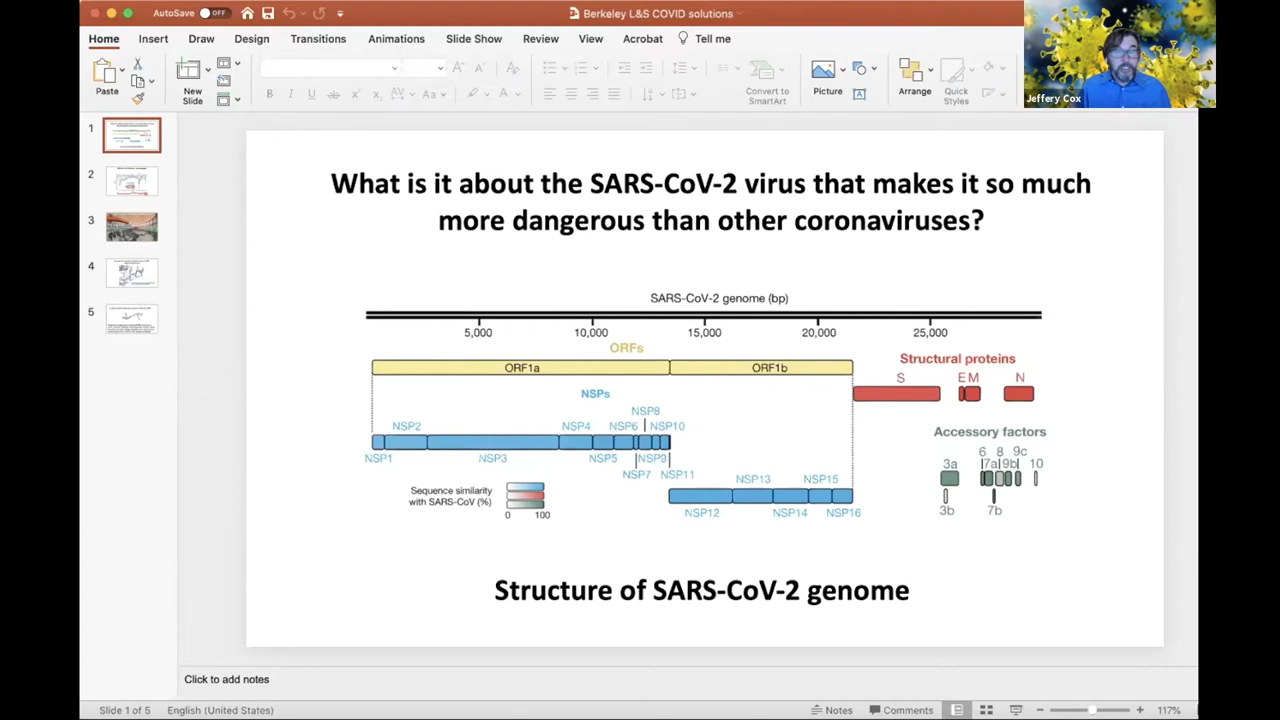 AutoSave OFF
Berkeley L&S COVID solutions
Home Insert Draw Design Transitions Animations Slide Show Review View Acrobat Tell me
Paste
New
Slide
B I U ab x² x₂ AV Aa A
Convert to
SmartArt
Picture
A
Arrange
Quick
Styles
Jeffery Cox
1
2
3
4
5
What is it about the SARS-CoV-2 virus that makes it so much
more dangerous than other coronaviruses?
SARS-CoV-2 genome (bp)
5,000 10,000 15,000 20,000 25,000
ORFs
ORF1a ORF1b
Structural proteins
S E M N
NSPs
NSP8
NSP2 NSP4 NSP6 NSP10
NSP1 NSP3 NSP5 NSP9
NSP7 NSP11
NSP13 NSP15
NSP12 NSP14 NSP16
Accessory factors
9c
6 8
3a 7a 9b 10
3b 7b
Sequence similarity
with SARS-CoV (%)
0 100
Structure of SARS-CoV-2 genome
Click to add notes
Slide 1 of 5 English (United States) Notes Comments 117%